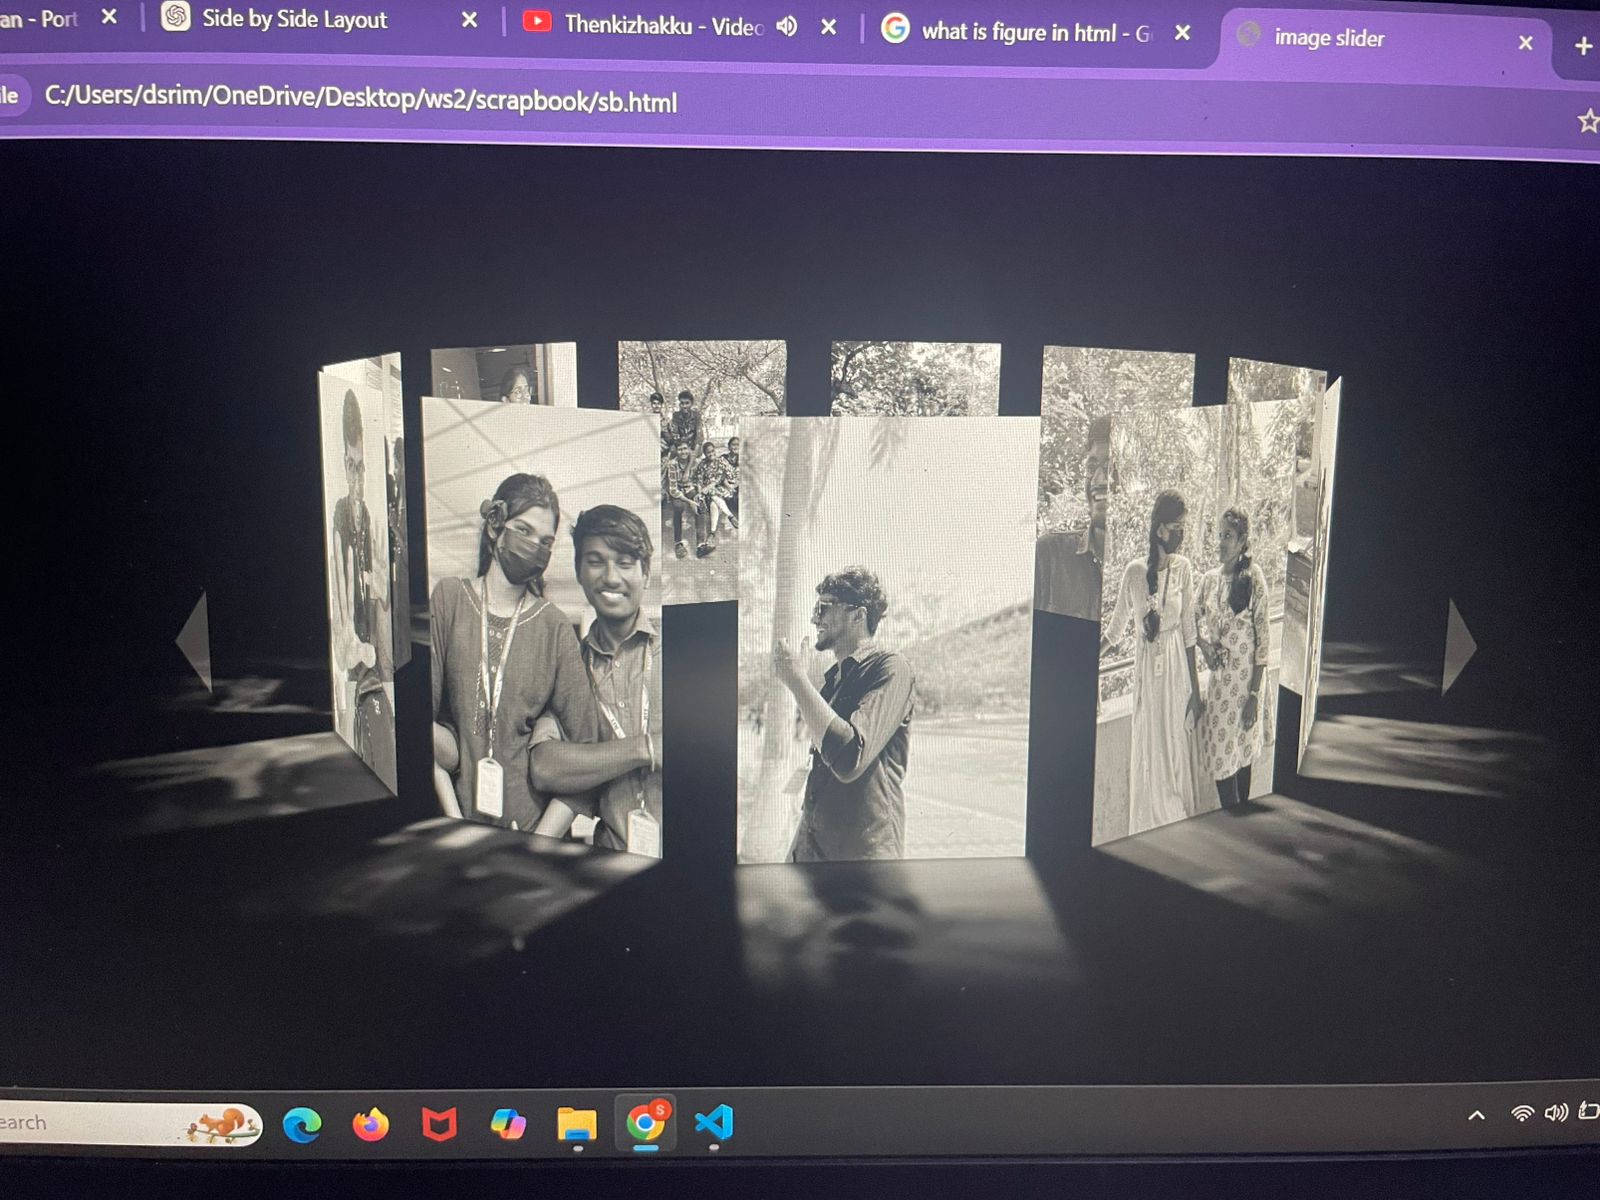 an - Port
Side by Side Layout
Thenkizhakku - Video
what is figure in html - G
image slider
ile
C:/Users/dsrim/OneDrive/Desktop/ws2/scrapbook/sb.html
earch
S